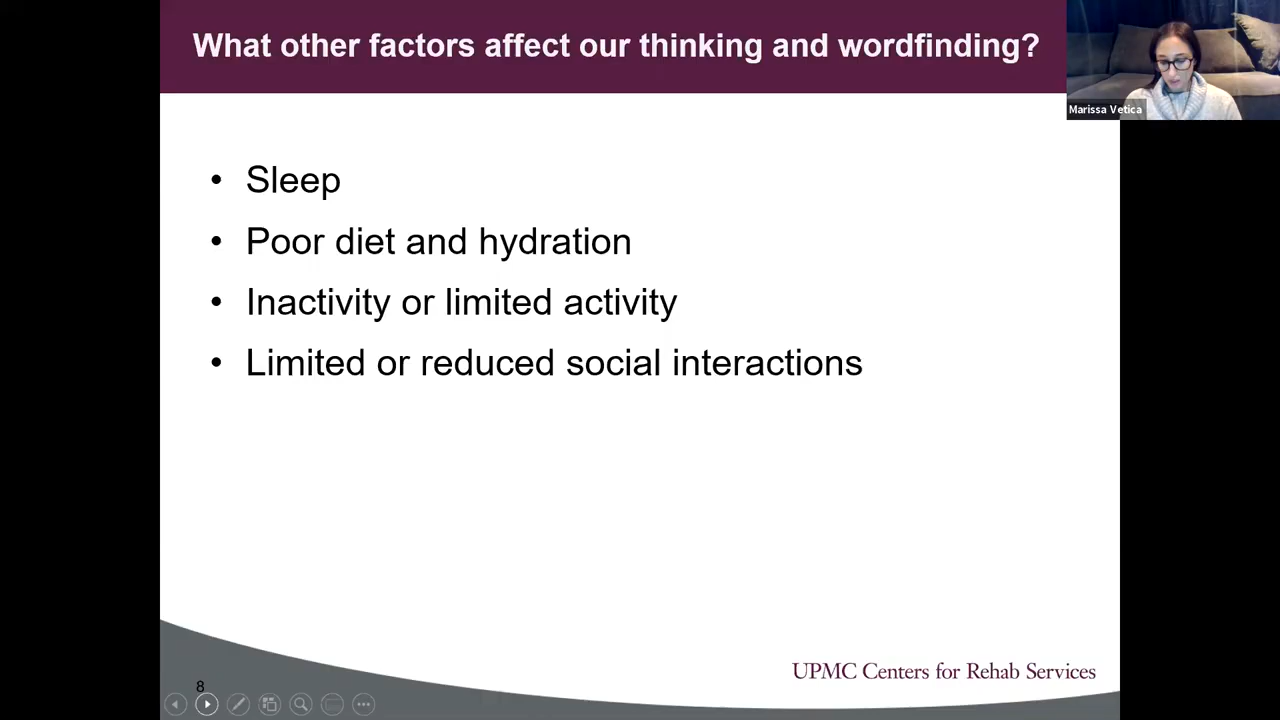 What other factors affect our thinking and wordfinding?
Marissa Vetica
• Sleep
• Poor diet and hydration
• Inactivity or limited activity
• Limited or reduced social interactions
UPMC Centers for Rehab Services
8